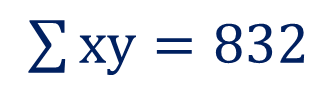 ∑ xy = 832